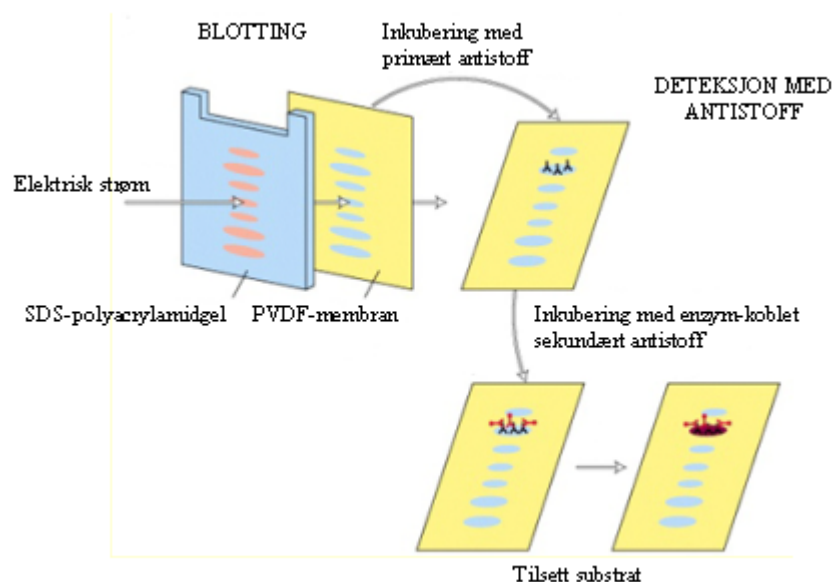 BLOTTING
Inkubering med
primært antistoff
DETEKSJON MED
ANTISTOFF
Elektrisk strøm
SDS-polyacrylamidgel
PVDF-membran
Inkubering med enzym-koblet
sekundært antistoff
Tilsett substrat